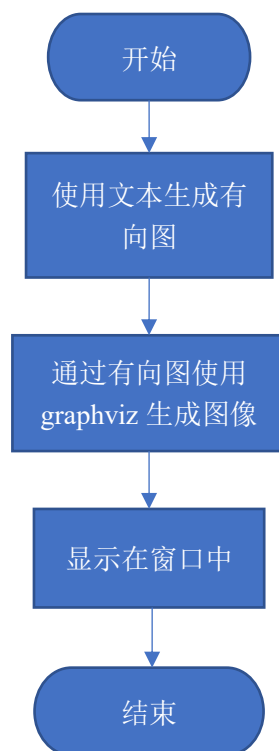 开始
使用文本生成有
向图
通过有向图使用
graphviz 生成图像
显示在窗口中
结束